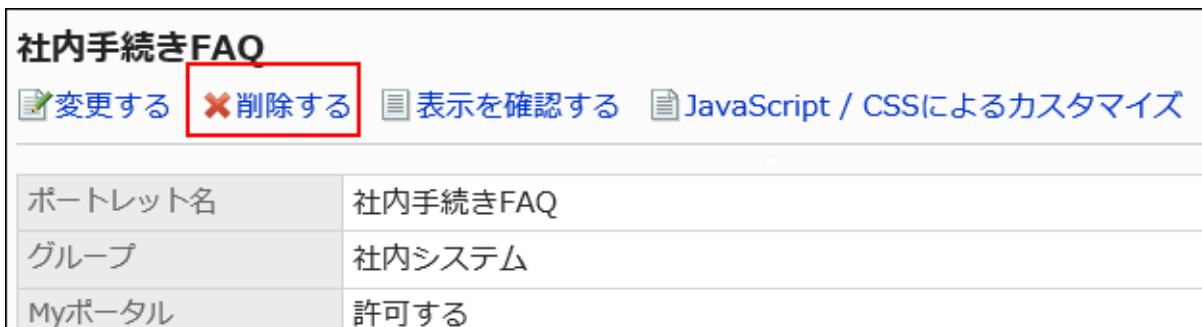 社内手続きFAQ
変更する 削除する 表示を確認する JavaScript / CSSによるカスタマイズ
ポートレット名 社内手続きFAQ
グループ 社内システム
Myポータル 許可する